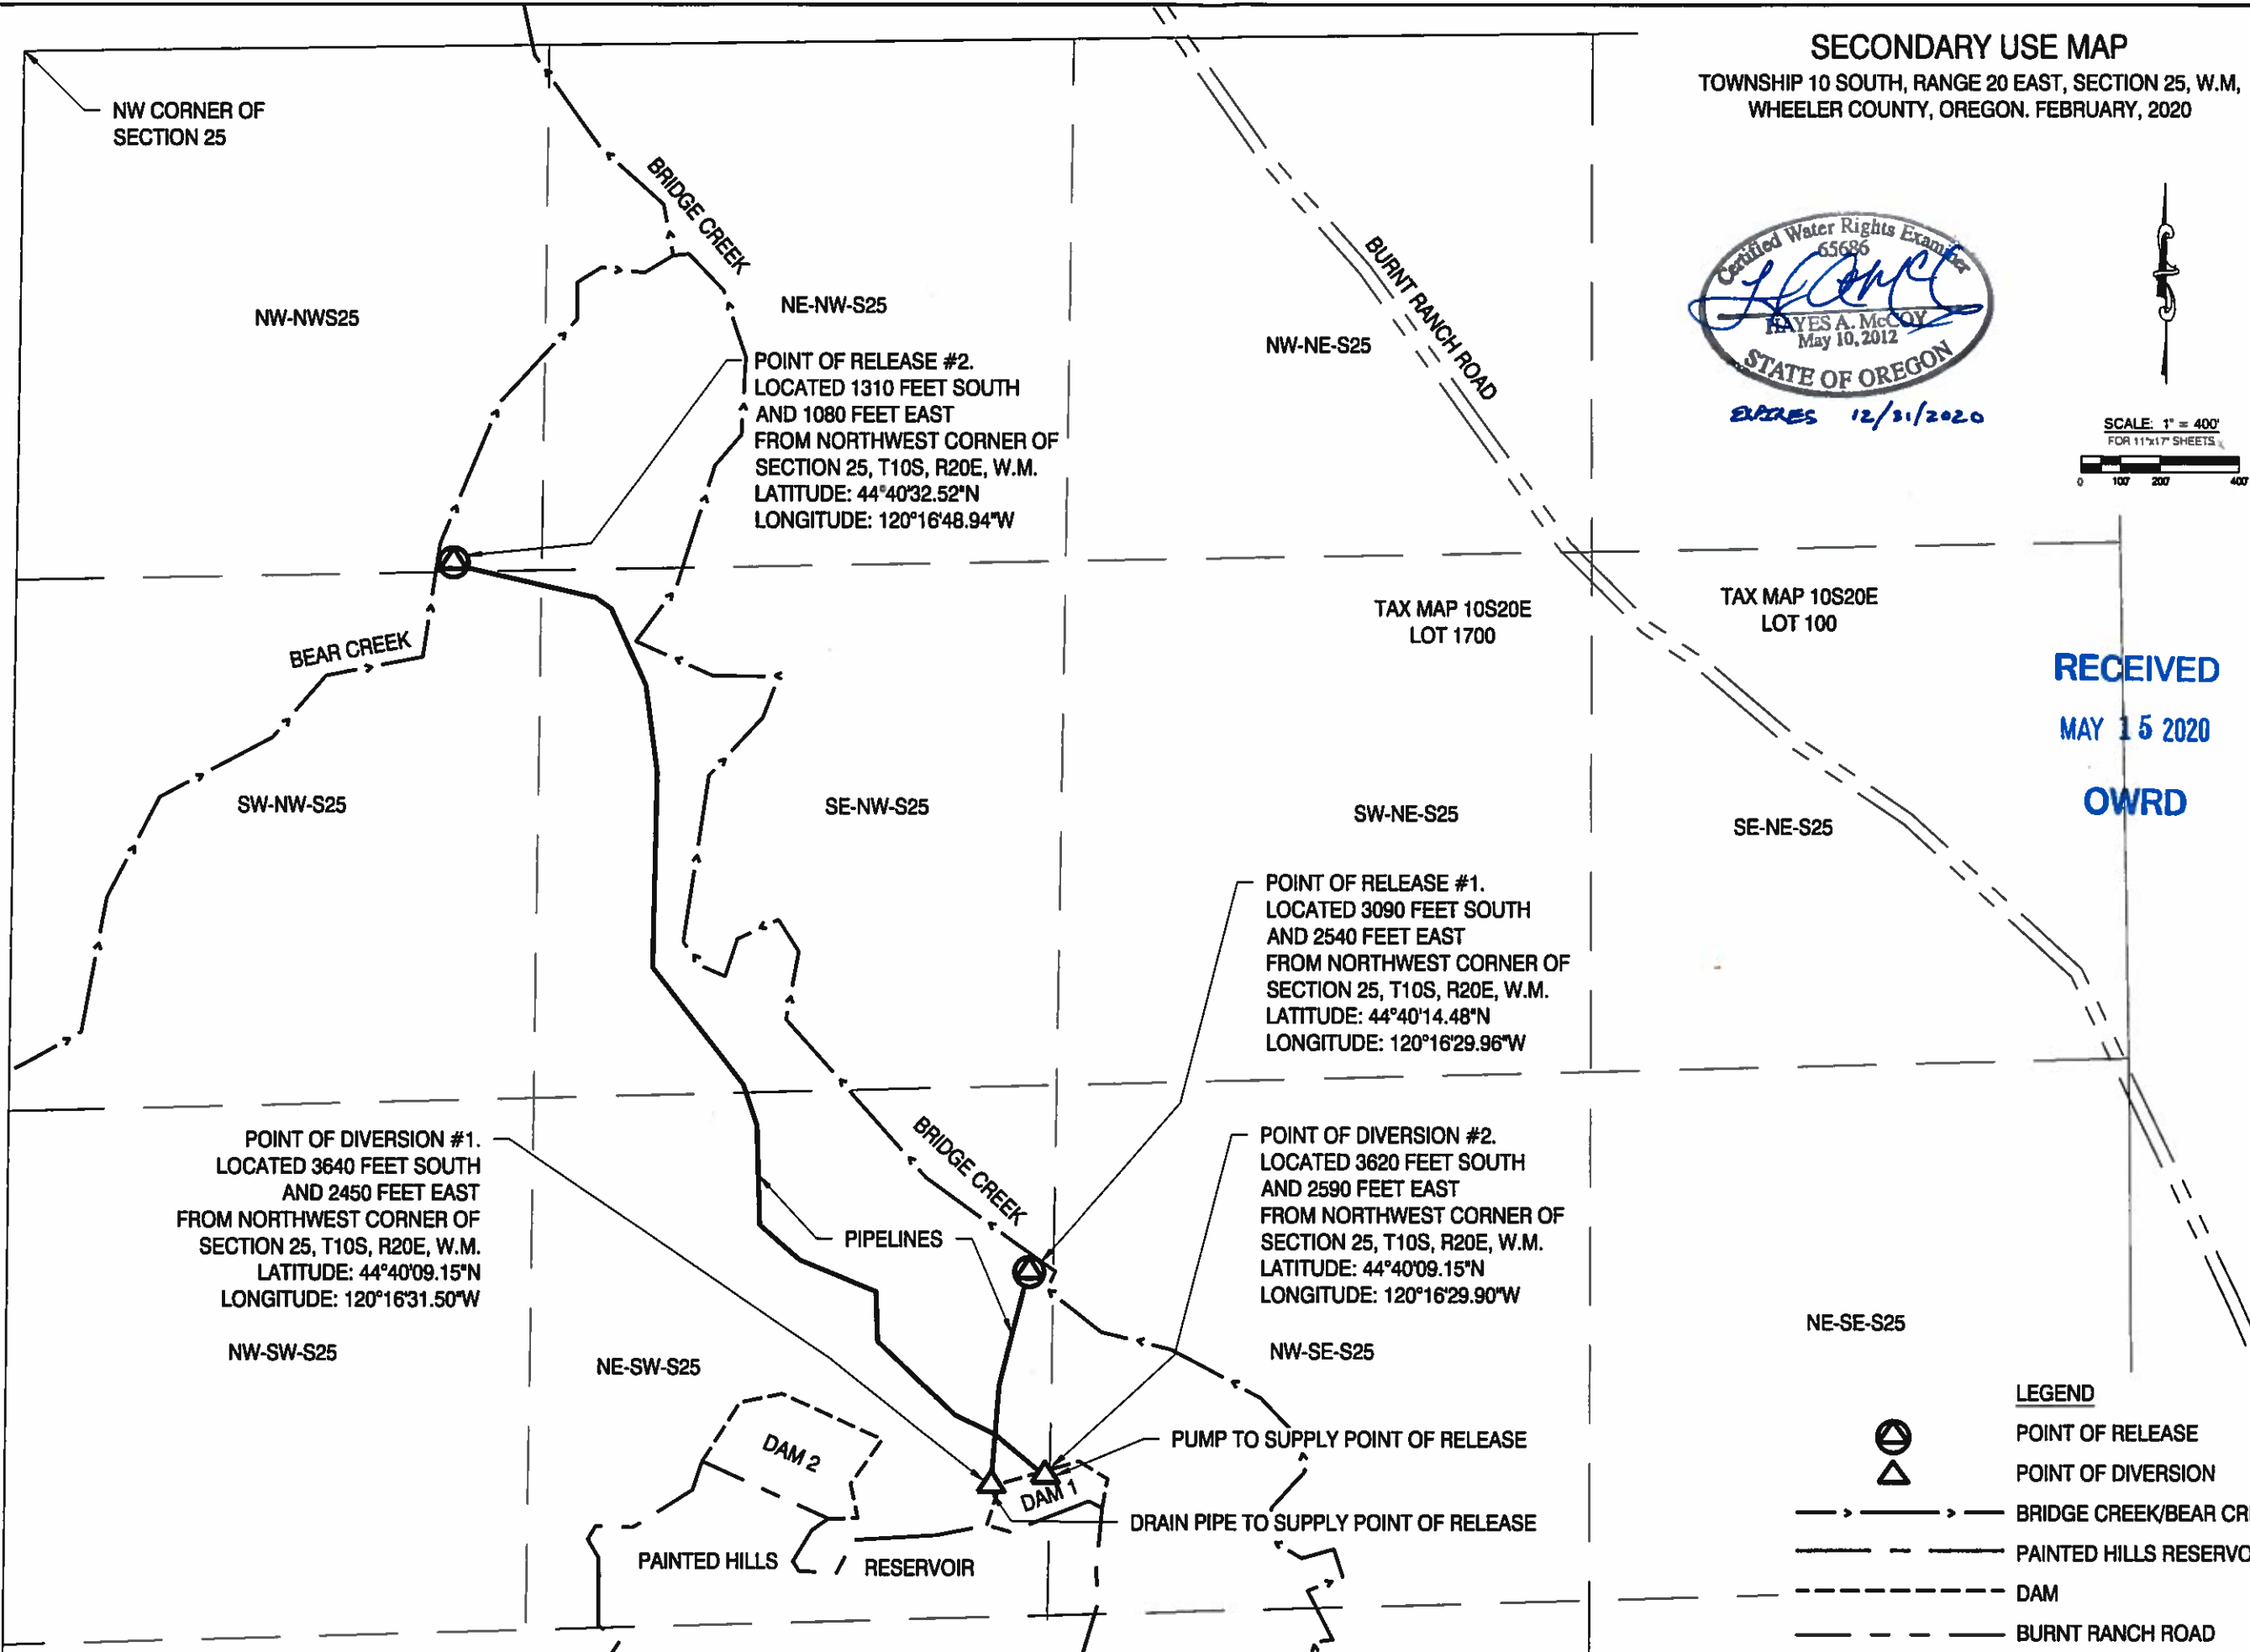 SECONDARY USE MAP
TOWNSHIP 10 SOUTH, RANGE 20 EAST, SECTION 25, W.M,
WHEELER COUNTY, OREGON. FEBRUARY, 2020
NW CORNER OF
SECTION 25
Certified Water Rights Examiner
65686
HAYES A. McCOY
May 10, 2012
STATE OF OREGON
EXPIRES 12/31/2020
SCALE: 1" = 400'
FOR 11"x17" SHEETS
0 100' 200' 400'
BRIDGE CREEK
BURNT RANCH ROAD
NW-NWS25
NE-NW-S25
NW-NE-S25
POINT OF RELEASE #2.
LOCATED 1310 FEET SOUTH
AND 1080 FEET EAST
FROM NORTHWEST CORNER OF
SECTION 25, T10S, R20E, W.M.
LATITUDE: 44°40'32.52"N
LONGITUDE: 120°16'48.94"W
TAX MAP 10S20E
LOT 1700
TAX MAP 10S20E
LOT 100
RECEIVED
MAY 15 2020
OWRD
BEAR CREEK
SW-NW-S25
SE-NW-S25
SW-NE-S25
SE-NE-S25
POINT OF RELEASE #1.
LOCATED 3090 FEET SOUTH
AND 2540 FEET EAST
FROM NORTHWEST CORNER OF
SECTION 25, T10S, R20E, W.M.
LATITUDE: 44°40'14.48"N
LONGITUDE: 120°16'29.96"W
POINT OF DIVERSION #1.
LOCATED 3640 FEET SOUTH
AND 2450 FEET EAST
FROM NORTHWEST CORNER OF
SECTION 25, T10S, R20E, W.M.
LATITUDE: 44°40'09.15"N
LONGITUDE: 120°16'31.50"W
BRIDGE CREEK
PIPELINES
POINT OF DIVERSION #2.
LOCATED 3620 FEET SOUTH
AND 2590 FEET EAST
FROM NORTHWEST CORNER OF
SECTION 25, T10S, R20E, W.M.
LATITUDE: 44°40'09.15"N
LONGITUDE: 120°16'29.90"W
NW-SW-S25
NE-SW-S25
NW-SE-S25
NE-SE-S25
DAM 2
DAM 1
PUMP TO SUPPLY POINT OF RELEASE
DRAIN PIPE TO SUPPLY POINT OF RELEASE
PAINTED HILLS RESERVOIR
LEGEND
POINT OF RELEASE
POINT OF DIVERSION
BRIDGE CREEK/BEAR CR
PAINTED HILLS RESERVO
DAM
BURNT RANCH ROAD